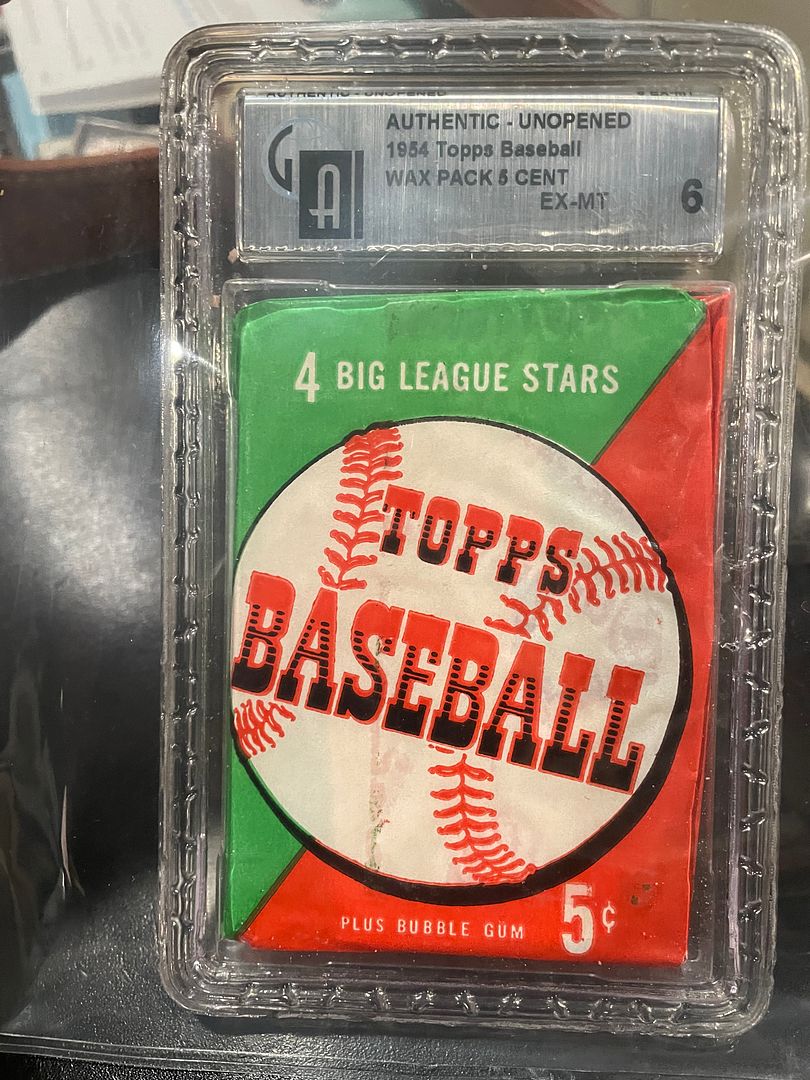 AUTHENTIC - UNOPENED
1954 Topps Baseball
WAX PACK 5 CENT
EX-MT 6
GA
4 BIG LEAGUE STARS
TOPPS
BASEBALL
5¢
PLUS BUBBLE GUM